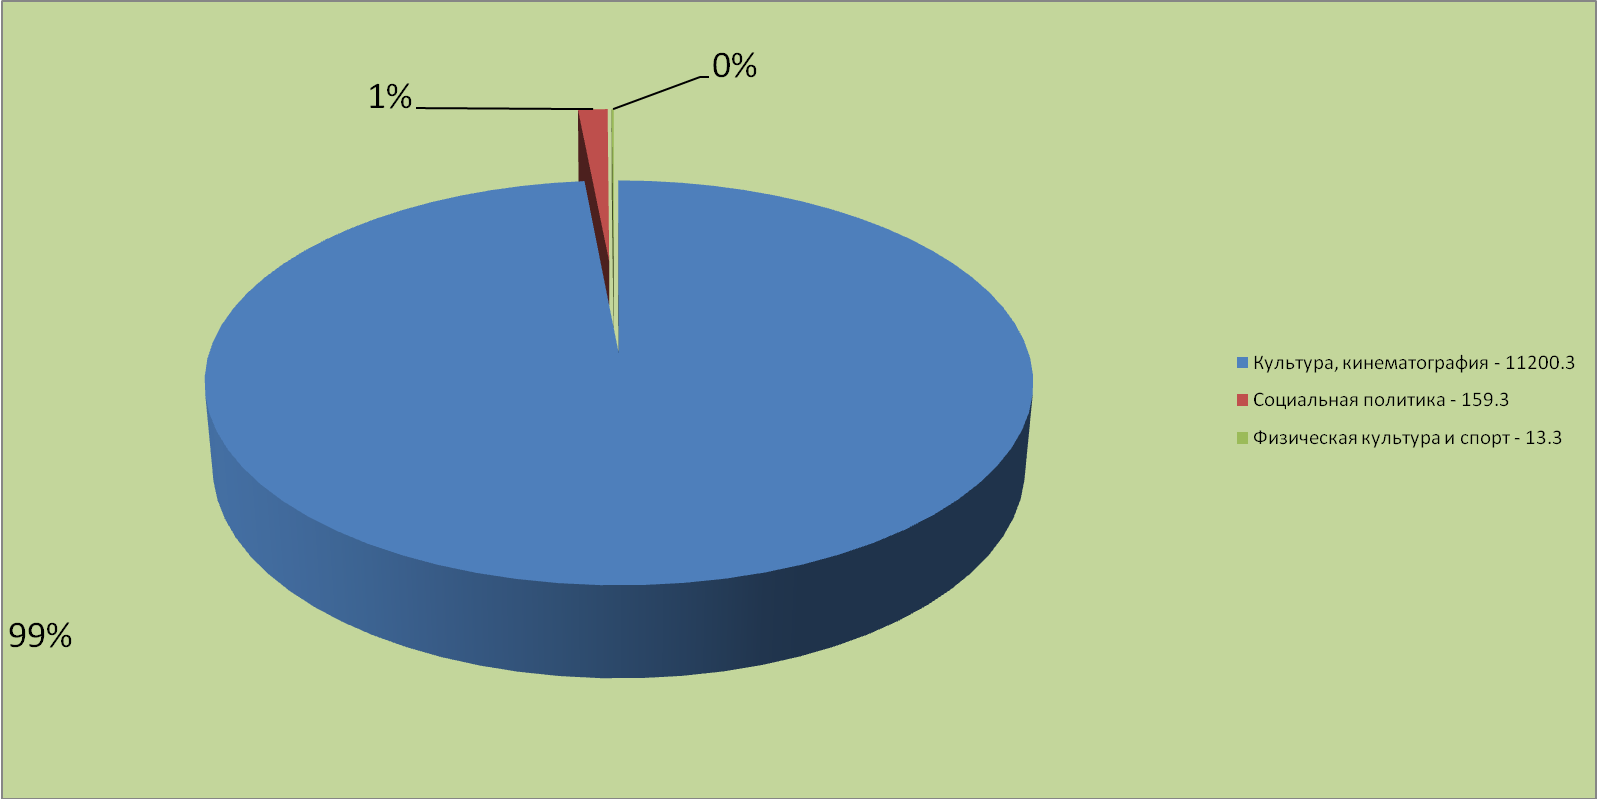 0%
1%
Культура, кинематография - 11200.3
Социальная политика - 159.3
Физическая культура и спорт - 13.3
99%